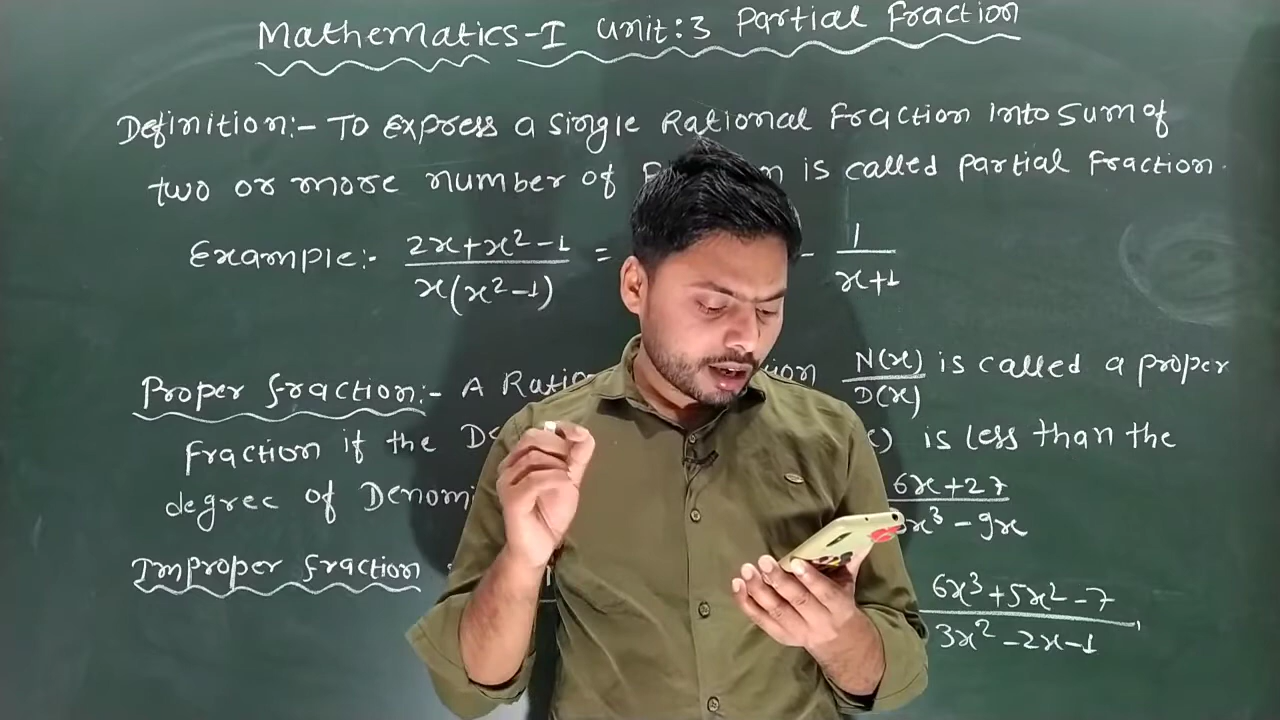 Mathematics-I Unit:3 Partial Fraction
Definition:- To Express a single Rational Fraction into sum of
two or more number of is called partial Fraction.
Example:- (2x+x²-1)/(x(x²-1)) = - 1/(x+1)
Proper fraction:- A N(x)/D(x) is called a proper
Fraction if the is less than the
degree of (6x+27)/(x³-9x)
Improper fraction (6x³+5x²-7)/(3x²-2x-1),